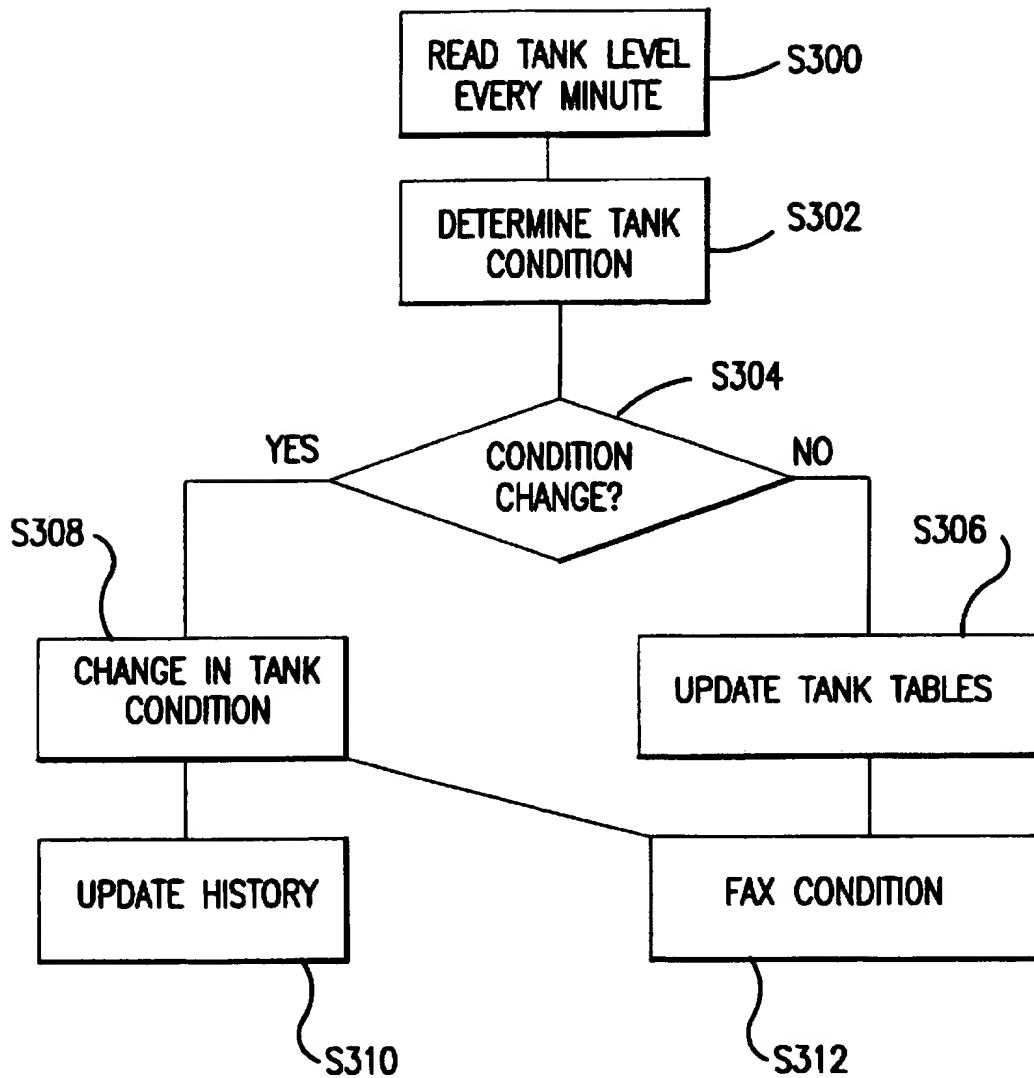 READ TANK LEVEL
EVERY MINUTE
S300
DETERMINE TANK
CONDITION
S302
S304
YES
CONDITION
CHANGE?
NO
S308
S306
CHANGE IN TANK
CONDITION
UPDATE TANK TABLES
UPDATE HISTORY
FAX CONDITION
S310
S312